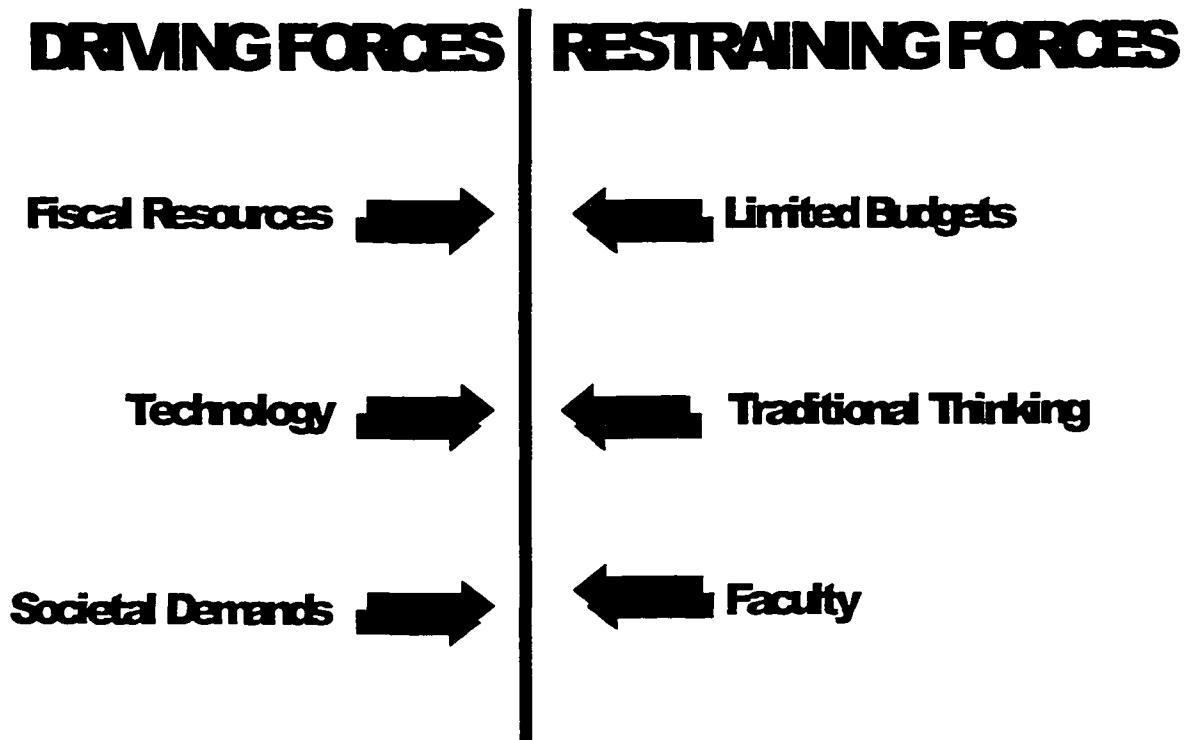 DRIVING FORCES
RESTRAINING FORCES
Fiscal Resources
Limited Budgets
Technology
Traditional Thinking
Societal Demands
Faculty